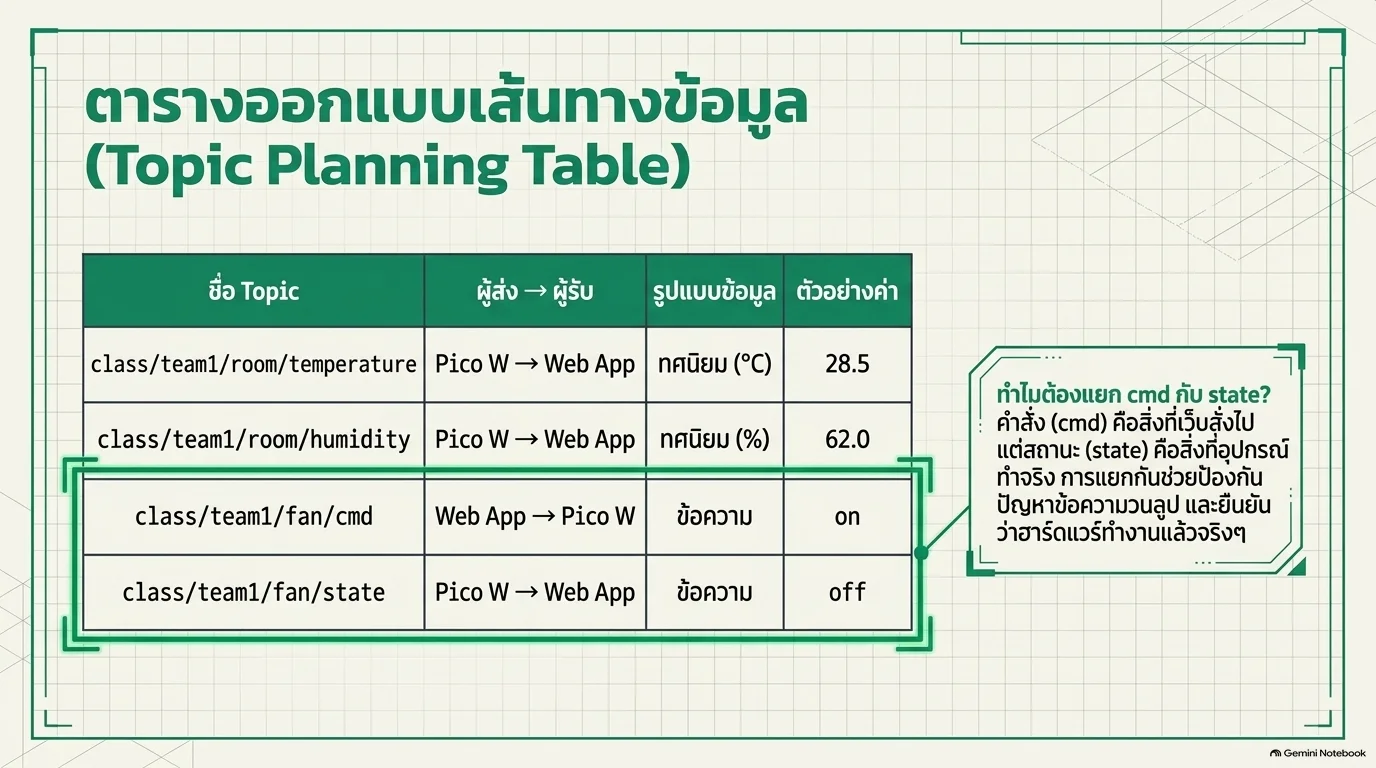 ตารางออกแบบเส้นทางข้อมูล
(Topic Planning Table)
ชื่อ Topic ผู้ส่ง → ผู้รับ รูปแบบข้อมูล ตัวอย่างค่า
class/team1/room/temperature Pico W → Web App ทศนิยม (°C) 28.5
class/team1/room/humidity Pico W → Web App ทศนิยม (%) 62.0
class/team1/fan/cmd Web App → Pico W ข้อความ on
class/team1/fan/state Pico W → Web App ข้อความ off
ทำไมต้องแยก cmd กับ state?
คำสั่ง (cmd) คือสิ่งที่เว็บสั่งไป
แต่สถานะ (state) คือสิ่งที่อุปกรณ์
ทำจริง การแยกกันช่วยป้องกัน
ปัญหาข้อความวนลูป และยืนยัน
ว่าฮาร์ดแวร์ทำงานแล้วจริงๆ
Gemini Notebook